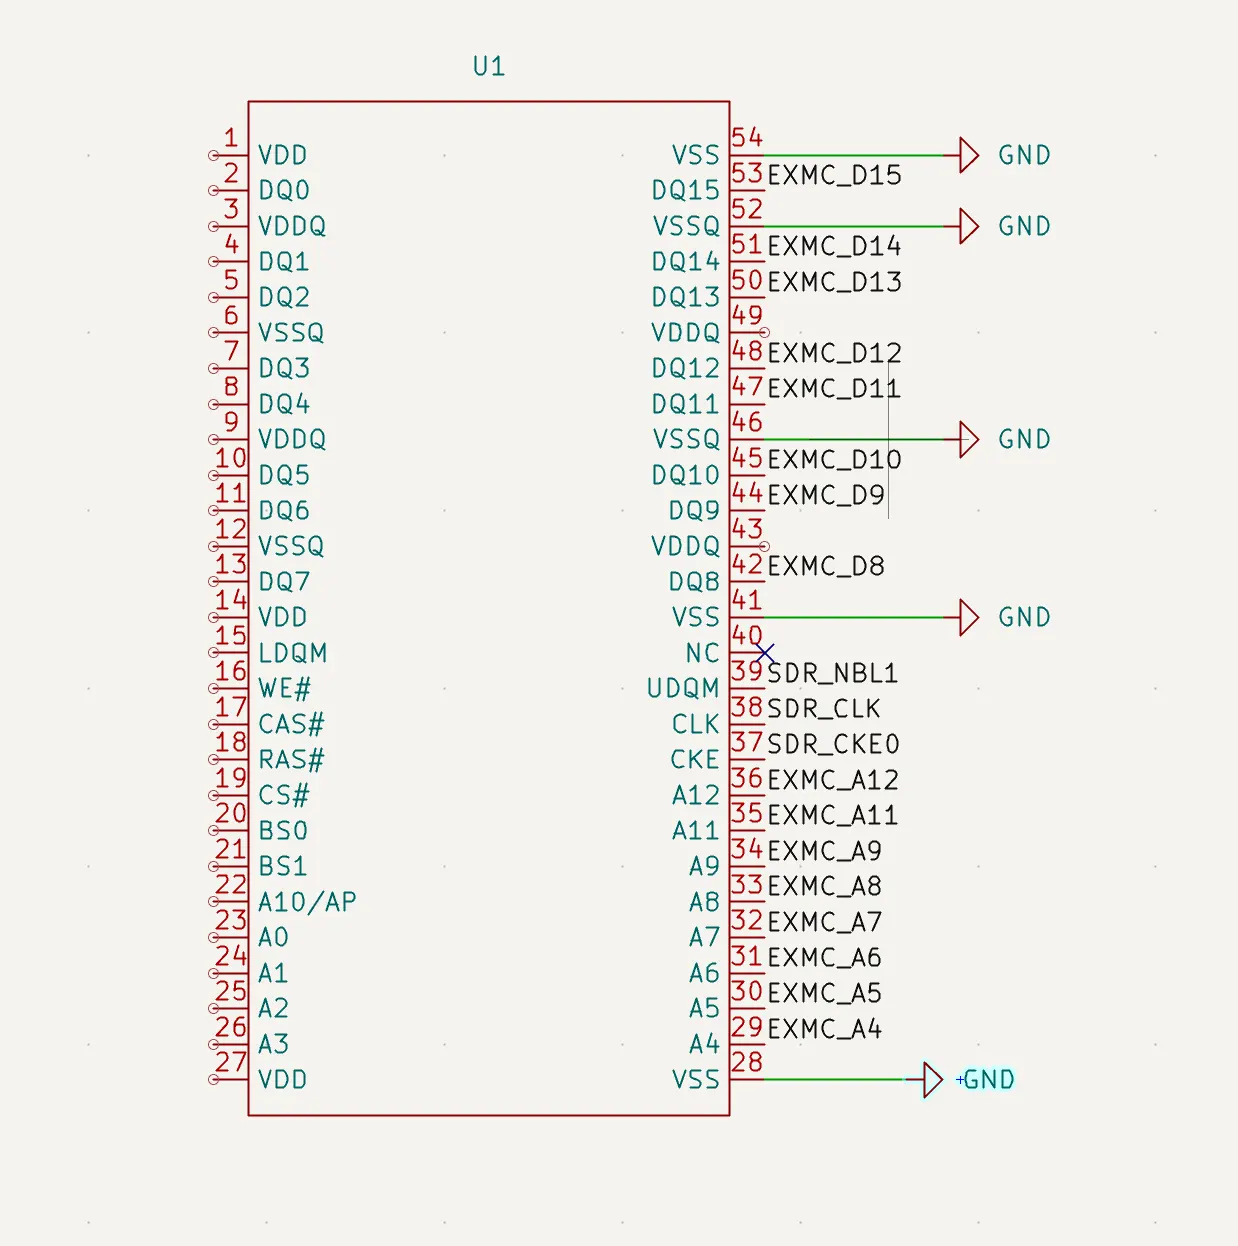 U1
1 VDD VSS 54 GND
2 DQ0 DQ15 53 EXMC_D15
3 VDDQ VSSQ 52 GND
4 DQ1 DQ14 51 EXMC_D14
5 DQ2 DQ13 50 EXMC_D13
6 VSSQ VDDQ 49
7 DQ3 DQ12 48 EXMC_D12
8 DQ4 DQ11 47 EXMC_D11
9 VDDQ VSSQ 46 GND
10 DQ5 DQ10 45 EXMC_D10
11 DQ6 DQ9 44 EXMC_D9
12 VSSQ VDDQ 43
13 DQ7 DQ8 42 EXMC_D8
14 VDD VSS 41 GND
15 LDQM NC 40
16 WE# UDQM 39 SDR_NBL1
17 CAS# CLK 38 SDR_CLK
18 RAS# CKE 37 SDR_CKE0
19 CS# A12 36 EXMC_A12
20 BS0 A11 35 EXMC_A11
21 BS1 A9 34 EXMC_A9
22 A10/AP A8 33 EXMC_A8
23 A0 A7 32 EXMC_A7
24 A1 A6 31 EXMC_A6
25 A2 A5 30 EXMC_A5
26 A3 A4 29 EXMC_A4
27 VDD VSS 28 GND